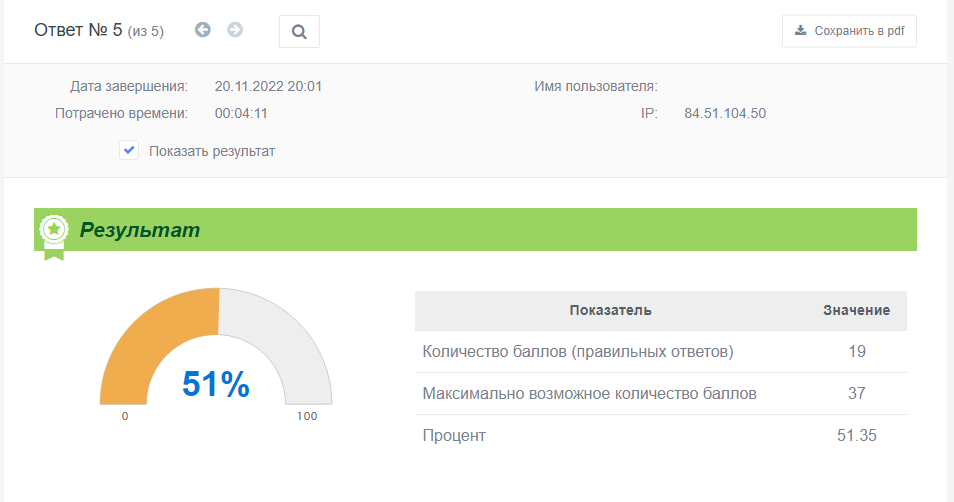 Ответ № 5 (из 5)
Сохранить в pdf
Дата завершения: 20.11.2022 20:01
Имя пользователя:
Потрачено времени: 00:04:11
IP: 84.51.104.50
Показать результат
Результат
51%
0 100
Показатель Значение
Количество баллов (правильных ответов) 19
Максимально возможное количество баллов 37
Процент 51.35